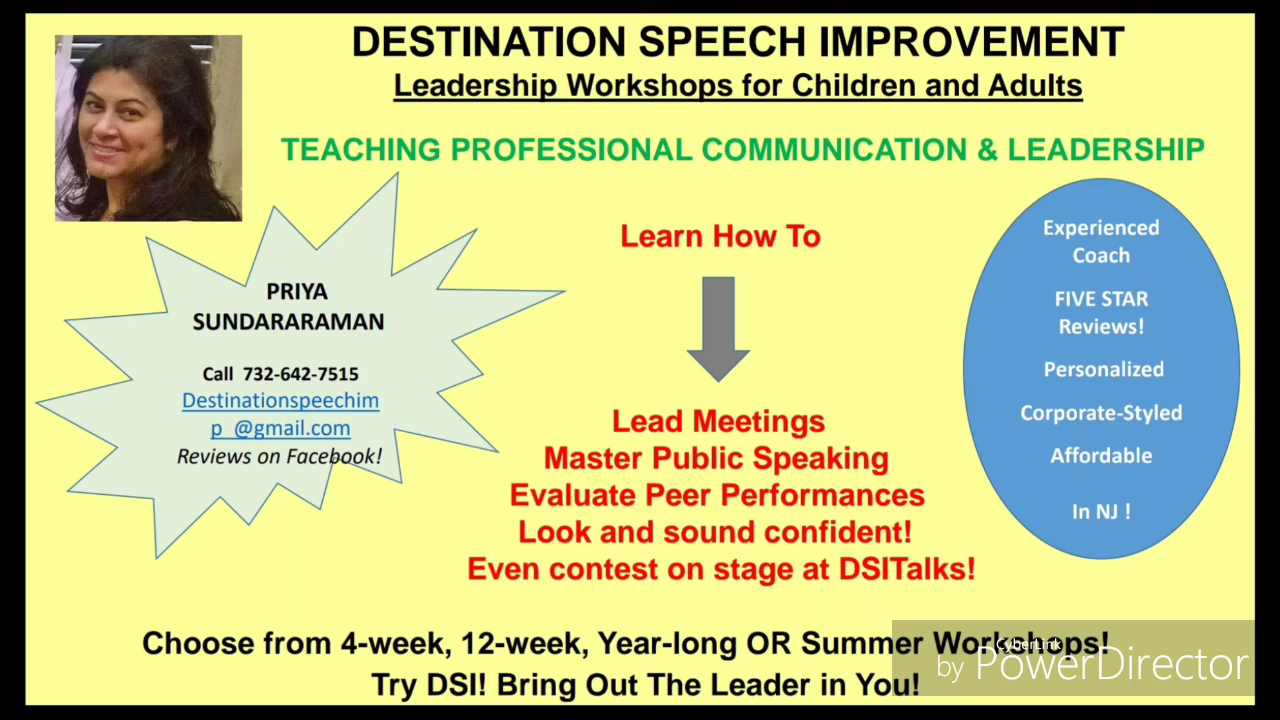 DESTINATION SPEECH IMPROVEMENT
Leadership Workshops for Children and Adults
TEACHING PROFESSIONAL COMMUNICATION & LEADERSHIP
PRIYA
SUNDARARAMAN
Call 732-642-7515
Destinationspeechim
p_@gmail.com
Reviews on Facebook!
Learn How To
Lead Meetings
Master Public Speaking
Evaluate Peer Performances
Look and sound confident!
Even contest on stage at DSITalks!
Experienced
Coach
FIVE STAR
Reviews!
Personalized
Corporate-Styled
Affordable
In NJ !
Choose from 4-week, 12-week, Year-long OR Summer Workshops!
Try DSI! Bring Out The Leader in You!
CyberLink
by PowerDirector